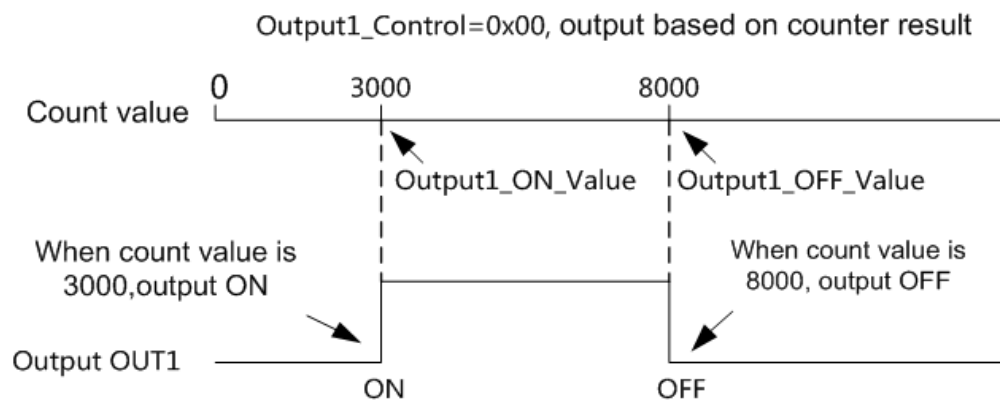 Output1_Control=0x00, output based on counter result
0
3000
8000
Count value
Output1_ON_Value
Output1_OFF_Value
When count value is
3000,output ON
When count value is
8000, output OFF
Output OUT1
ON
OFF